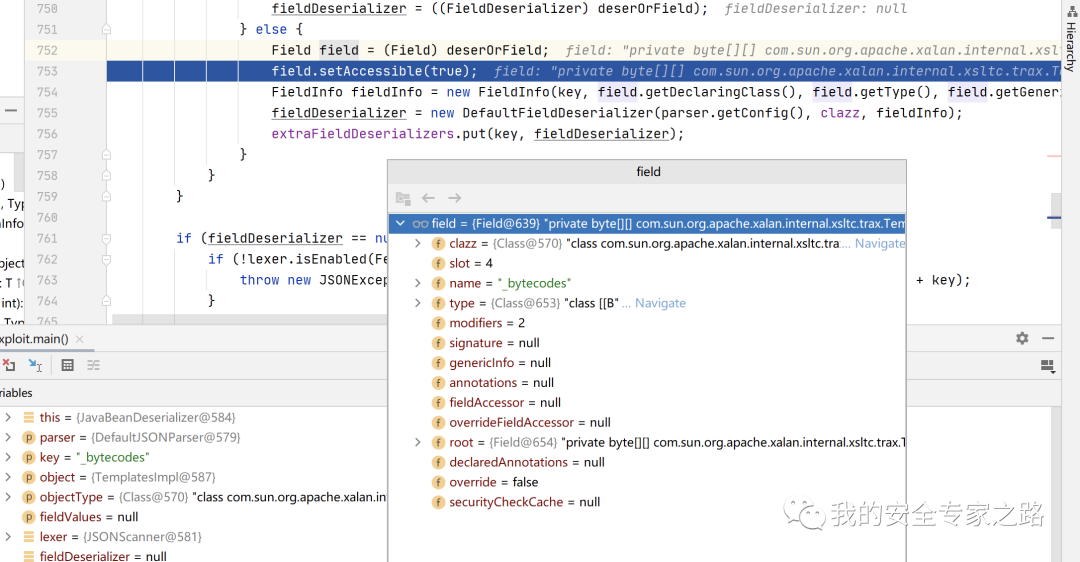 750 fieldDeserializer = ((FieldDeserializer) deserOrField); fieldDeserializer: null
751 } else {
752 Field field = (Field) deserOrField; field: "private byte[][] com.sun.org.apache.xalan.internal.xslt
753 field.setAccessible(true); field: "private byte[][] com.sun.org.apache.xalan.internal.xsltc.trax.T
754 FieldInfo fieldInfo = new FieldInfo(key, field.getDeclaringClass(), field.getType(), field.getGeneri
755 fieldDeserializer = new DefaultFieldDeserializer(parser.getConfig(), clazz, fieldInfo);
756 extraFieldDeserializers.put(key, fieldDeserializer);
757 }
758 }
759 }
760
761 if (fieldDeserializer == nu
762 if (!lexer.isEnabled(Fe
763 throw new JSONExcep + key);
764 }
765
Hierarchy
)
, Typ
nInfo
bject
: T
int):
, Typ
field
field = {Field@639} "private byte[][] com.sun.org.apache.xalan.internal.xsltc.trax.Tem
clazz = {Class@570} "class com.sun.org.apache.xalan.internal.xsltc.tra... Navigate
slot = 4
name = "_bytecodes"
type = {Class@653} "class [[B" ... Navigate
modifiers = 2
signature = null
genericInfo = null
annotations = null
fieldAccessor = null
overrideFieldAccessor = null
root = {Field@654} "private byte[][] com.sun.org.apache.xalan.internal.xsltc.trax.T
declaredAnnotations = null
override = false
securityCheckCache = null
xploit.main()
riables
this = {JavaBeanDeserializer@584}
parser = {DefaultJSONParser@579}
key = "_bytecodes"
object = {TemplatesImpl@587}
objectType = {Class@570} "class com.sun.org.apache.xalan.in
fieldValues = null
lexer = {JSONScanner@581}
fieldDeserializer = null
我的安全专家之路